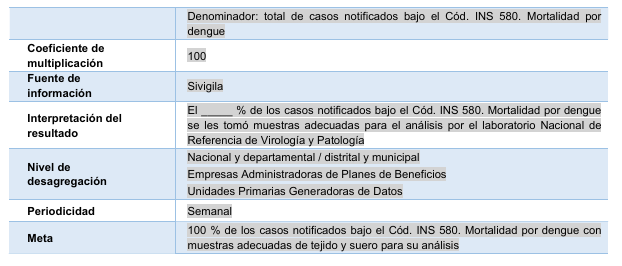 Denominador: total de casos notificados bajo el Cód. INS 580. Mortalidad por
dengue
Coeficiente de
multiplicación
100
Fuente de
información
Sivigila
Interpretación del
resultado
El _____ % de los casos notificados bajo el Cód. INS 580. Mortalidad por dengue
se les tomó muestras adecuadas para el análisis por el laboratorio Nacional de
Referencia de Virología y Patología
Nivel de
desagregación
Nacional y departamental / distrital y municipal
Empresas Administradoras de Planes de Beneficios
Unidades Primarias Generadoras de Datos
Periodicidad
Semanal
Meta
100 % de los casos notificados bajo el Cód. INS 580. Mortalidad por dengue con
muestras adecuadas de tejido y suero para su análisis